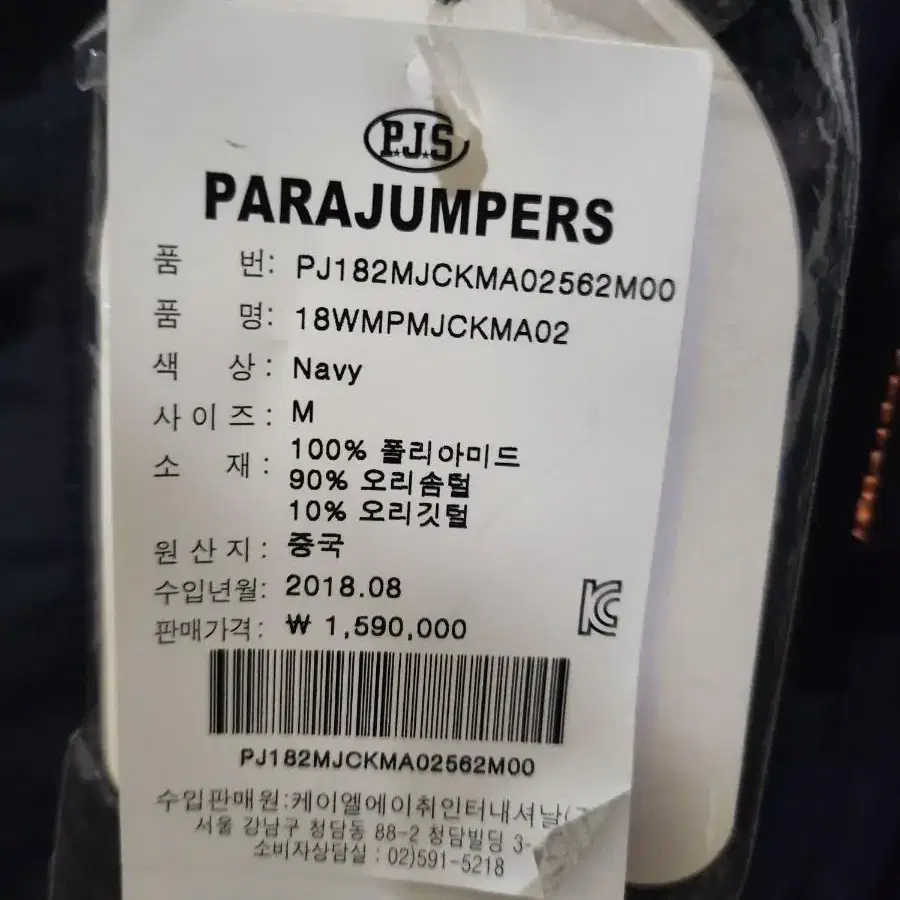 P.J.S
PARAJUMPERS
품 번: PJ182MJCKMA02562M00
품 명: 18WMPMJCKMA02
색 상: Navy
사이즈: M
소 재: 100% 폴리아미드
90% 오리솜털
10% 오리깃털
원산지: 중국
수입년월: 2018.08
판매가격: ₩ 1,590,000
PJ182MJCKMA02562M00
수입판매원:케이엘에이취인터내셔날(
서울 강남구 청담동 88-2 청담빌딩 3-
소비자상담실 : 02)591-5218